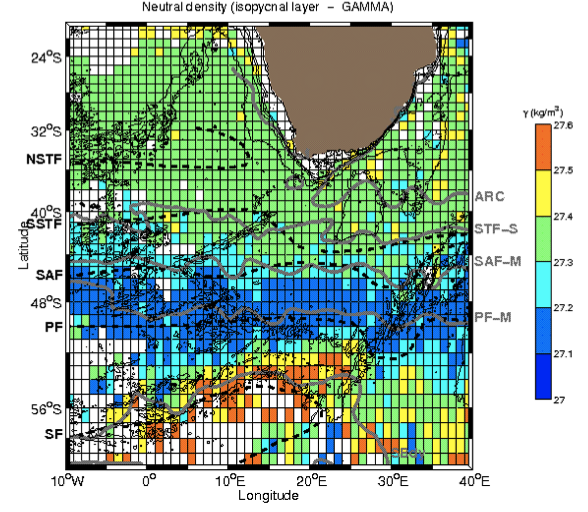 Neutral density (isopycnal layer - GAMMA)
24°S
32°S
NSTF
40°S
SSTF
SAF
48°S
PF
56°S
SF
Latitude
ARC
STF-S
SAF-M
PF-M
10°W
0°
10°E
20°E
30°E
40°E
Longitude
γ (kg/m³)
27.6
27.5
27.4
27.3
27.2
27.1
27